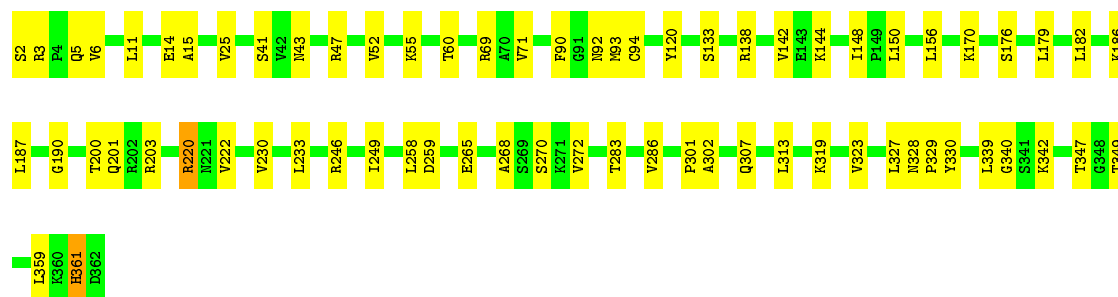 S2 R3 P4 Q5 V6 L11 E14 A15 V25 S41 V42 N43 R47 V52 K55 T60 R69 A70 V71 F90 G91 N92 M93 C94 Y120 S133 R138 V142 E143 K144 I148 P149 L150 L156 K170 S176 L179 L182 K186
L187 G190 T200 Q201 R202 R203 R220 N221 V222 V230 L233 R246 I249 L258 D259 E265 A268 S269 S270 K271 V272 T283 V286 P301 A302 Q307 L313 K319 V323 L327 N328 P329 Y330 L339 G340 S341 K342 T347 G348 T349
L359 K360 H361 D362